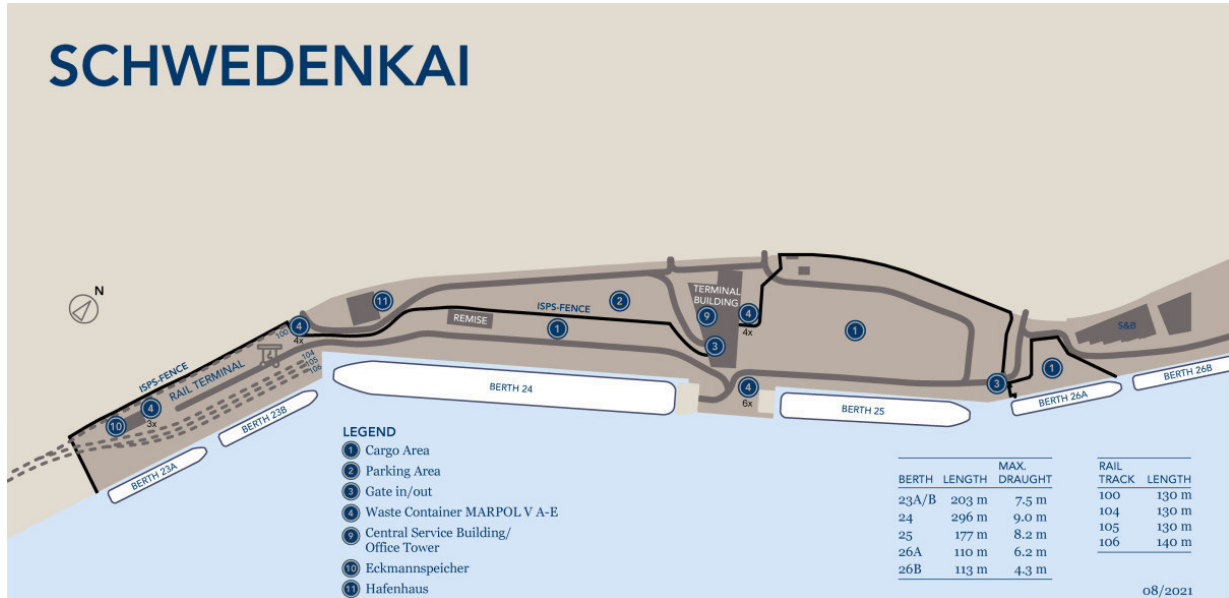 SCHWEDENKAI
N
ISPS-FENCE
RAIL TERMINAL
100
104
105
106
10
4
3x
4
4x
11
REMISE
ISPS-FENCE
1
2
TERMINAL
BUILDING
9
3
4
4x
4
6x
1
3
1
S&B
BERTH 23A
BERTH 23B
BERTH 24
BERTH 25
BERTH 26A
BERTH 26B
LEGEND
1 Cargo Area
2 Parking Area
3 Gate in/out
4 Waste Container MARPOL V A-E
9 Central Service Building/
Office Tower
10 Eckmannspeicher
11 Hafenhaus
MAX.
BERTH LENGTH DRAUGHT
23A/B 203 m 7.5 m
24 296 m 9.0 m
25 177 m 8.2 m
26A 110 m 6.2 m
26B 113 m 4.3 m
RAIL
TRACK LENGTH
100 130 m
104 130 m
105 130 m
106 140 m
08/2021